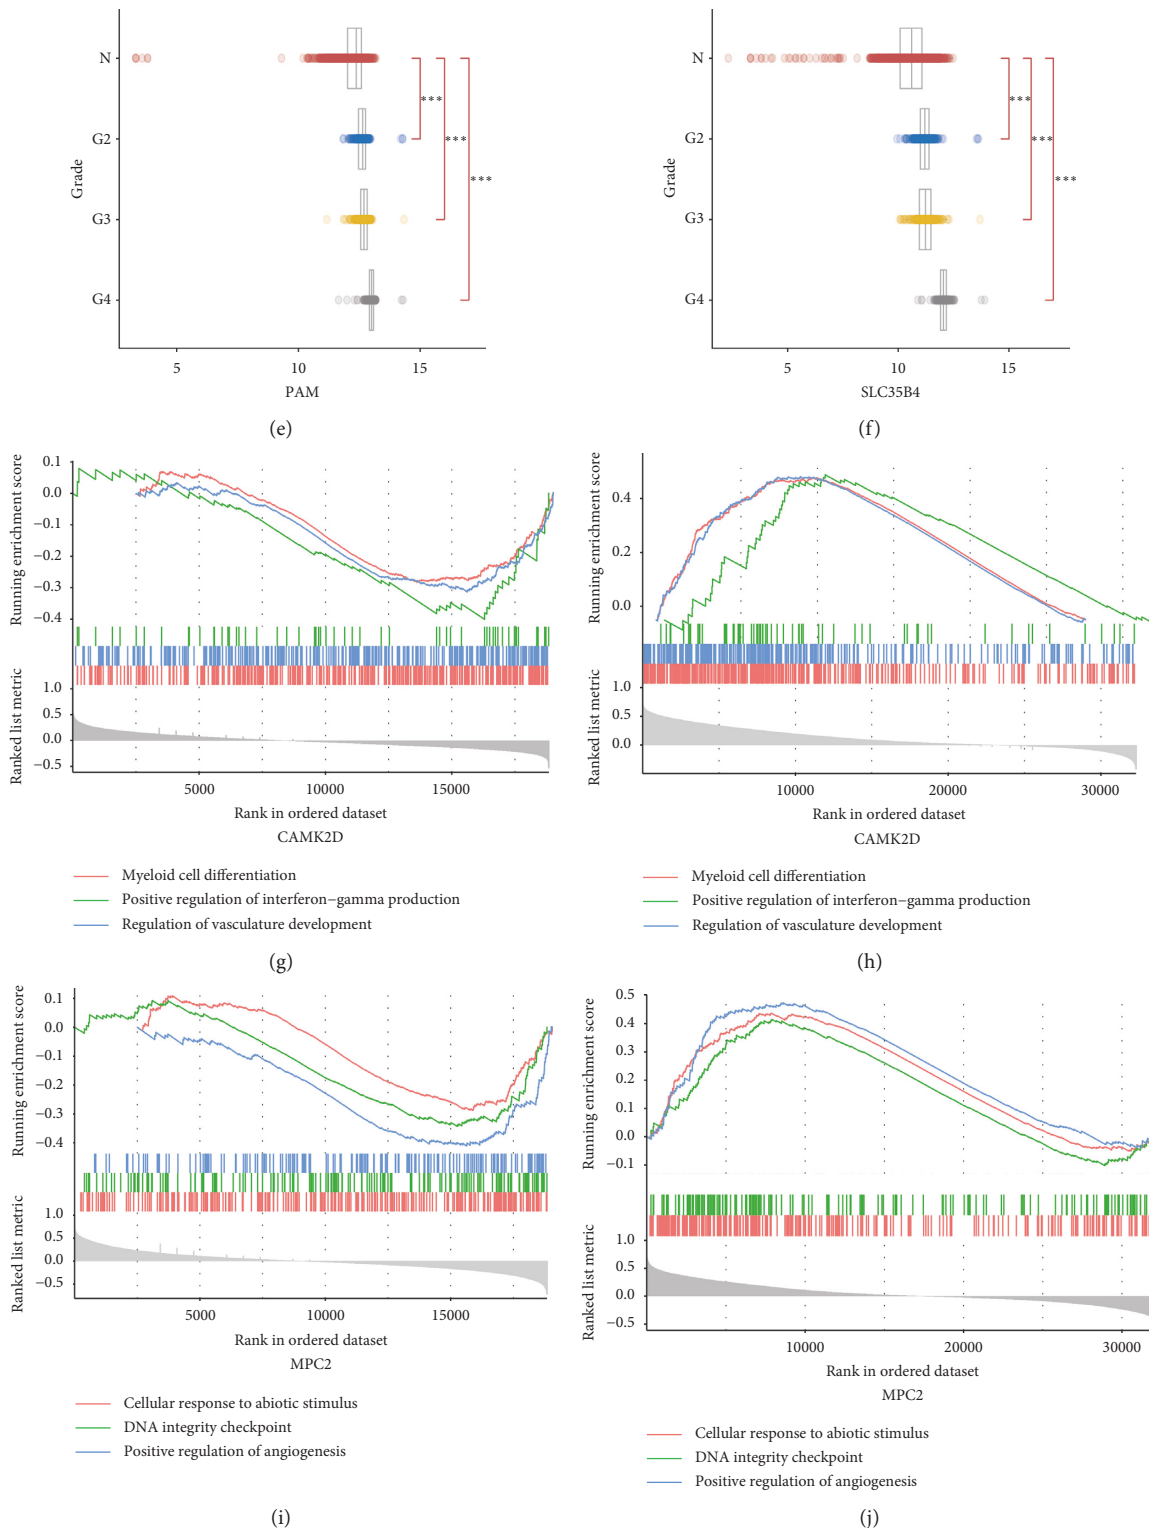 N
G2
G3
G4
Grade
***
***
***
5
10
15
PAM
(e)
N
G2
G3
G4
Grade
***
***
***
5
10
15
SLC35B4
(f)
Running enrichment score
0.1
0.0
−0.1
−0.2
−0.3
−0.4
Ranked list metric
1.0
0.5
0.0
−0.5
5000
10000
15000
Rank in ordered dataset
CAMK2D
Myeloid cell differentiation
Positive regulation of interferon−gamma production
Regulation of vasculature development
(g)
Running enrichment score
0.4
0.2
0.0
Ranked list metric
1.0
0.5
0.0
10000
20000
30000
Rank in ordered dataset
CAMK2D
Myeloid cell differentiation
Positive regulation of interferon−gamma production
Regulation of vasculature development
(h)
Running enrichment score
0.1
0.0
−0.1
−0.2
−0.3
−0.4
Ranked list metric
1.0
0.5
0.0
−0.5
5000
10000
15000
Rank in ordered dataset
MPC2
Cellular response to abiotic stimulus
DNA integrity checkpoint
Positive regulation of angiogenesis
(i)
Running enrichment score
0.5
0.4
0.3
0.2
0.1
0.0
−0.1
Ranked list metric
1.0
0.5
0.0
−0.5
10000
20000
30000
Rank in ordered dataset
MPC2
Cellular response to abiotic stimulus
DNA integrity checkpoint
Positive regulation of angiogenesis
(j)